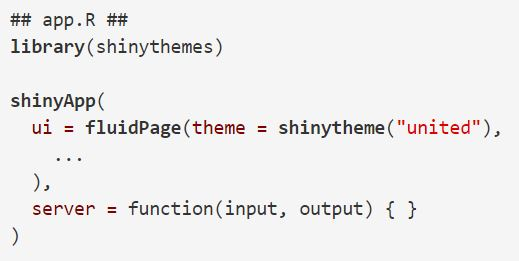 ## app.R ##
library(shinythemes)

shinyApp(
  ui = fluidPage(theme = shinytheme("united"),
    ...
  ),
  server = function(input, output) { }
)